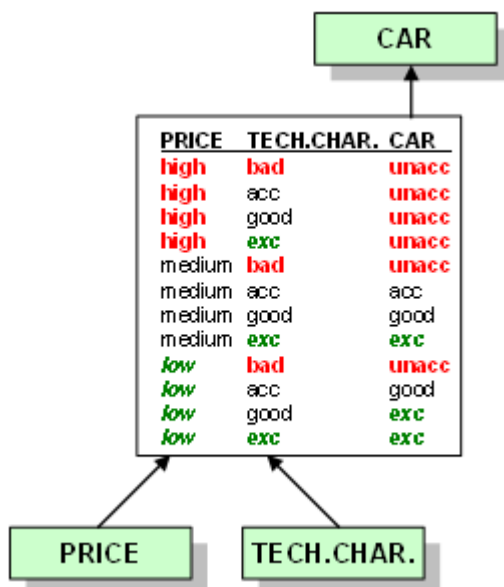 CAR
PRICE TECH.CHAR. CAR
high bad unacc
high acc unacc
high good unacc
high exc unacc
medium bad unacc
medium acc acc
medium good good
medium exc exc
low bad unacc
low acc good
low good exc
low exc exc
PRICE TECH.CHAR.